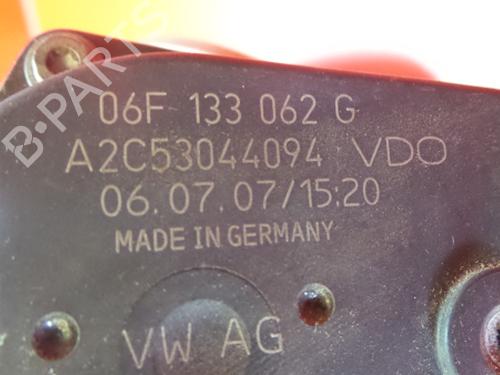 06F 133 062 G
A2C53044094 VDO
06.07.07/15:20
MADE IN GERMANY
VW AG
B-PARTS